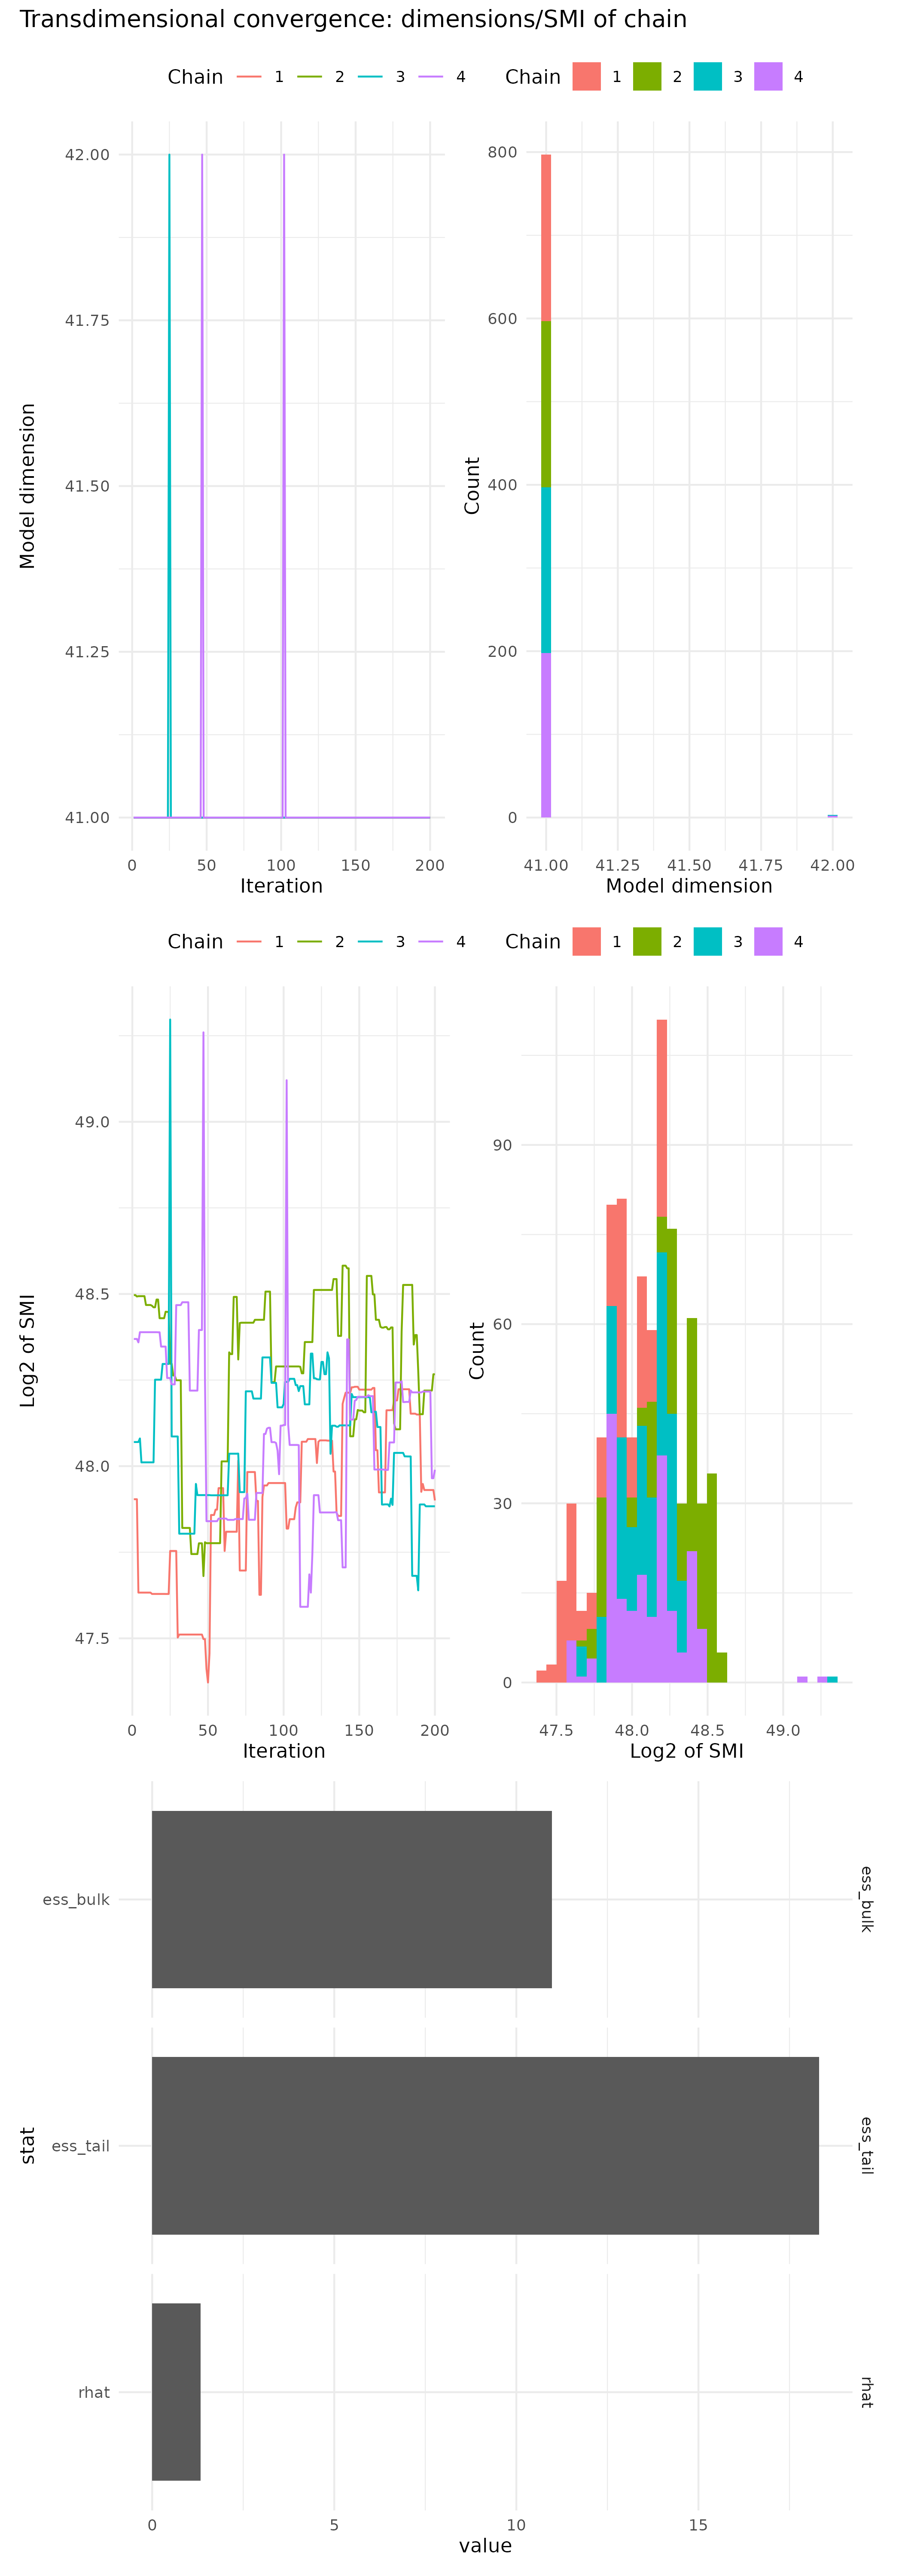 Transdimensional convergence: dimensions/SMI of chain
Chain 1 2 3 4
Chain 1 2 3 4
Model dimension
42.00
41.75
41.50
41.25
41.00
0 50 100 150 200
Iteration
Count
800
600
400
200
0
41.00 41.25 41.50 41.75 42.00
Model dimension
Chain 1 2 3 4
Chain 1 2 3 4
Log2 of SMI
49.0
48.5
48.0
47.5
0 50 100 150 200
Iteration
Count
90
60
30
0
47.5 48.0 48.5 49.0
Log2 of SMI
stat
ess_bulk
ess_bulk
ess_tail
ess_tail
rhat
rhat
0 5 10 15
value